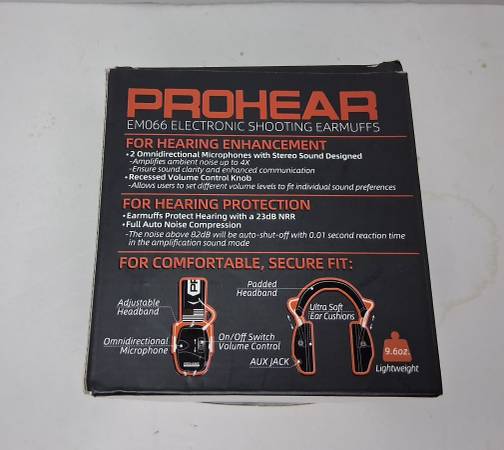 PROHEAR
EM066 ELECTRONIC SHOOTING EARMUFFS
FOR HEARING ENHANCEMENT
• 2 Omnidirectional Microphones with Stereo Sound Designed
-Amplifies ambient noise up to 4X
-Ensure sound clarity and enhanced communication
• Recessed Volume Control Knob
-Allows users to set different volume levels to fit individual sound preferences
FOR HEARING PROTECTION
• Earmuffs Protect Hearing with a 23dB NRR
• Full Auto Noise Compression
-The noise above 82dB will be auto-shut-off with 0.01 second reaction time
in the amplification sound mode
FOR COMFORTABLE, SECURE FIT:
Adjustable
Headband
Omnidirectional
Microphone
On/Off Switch
Volume Control
Padded
Headband
Ultra Soft
Ear Cushions
AUX JACK
9.6oz.
Lightweight